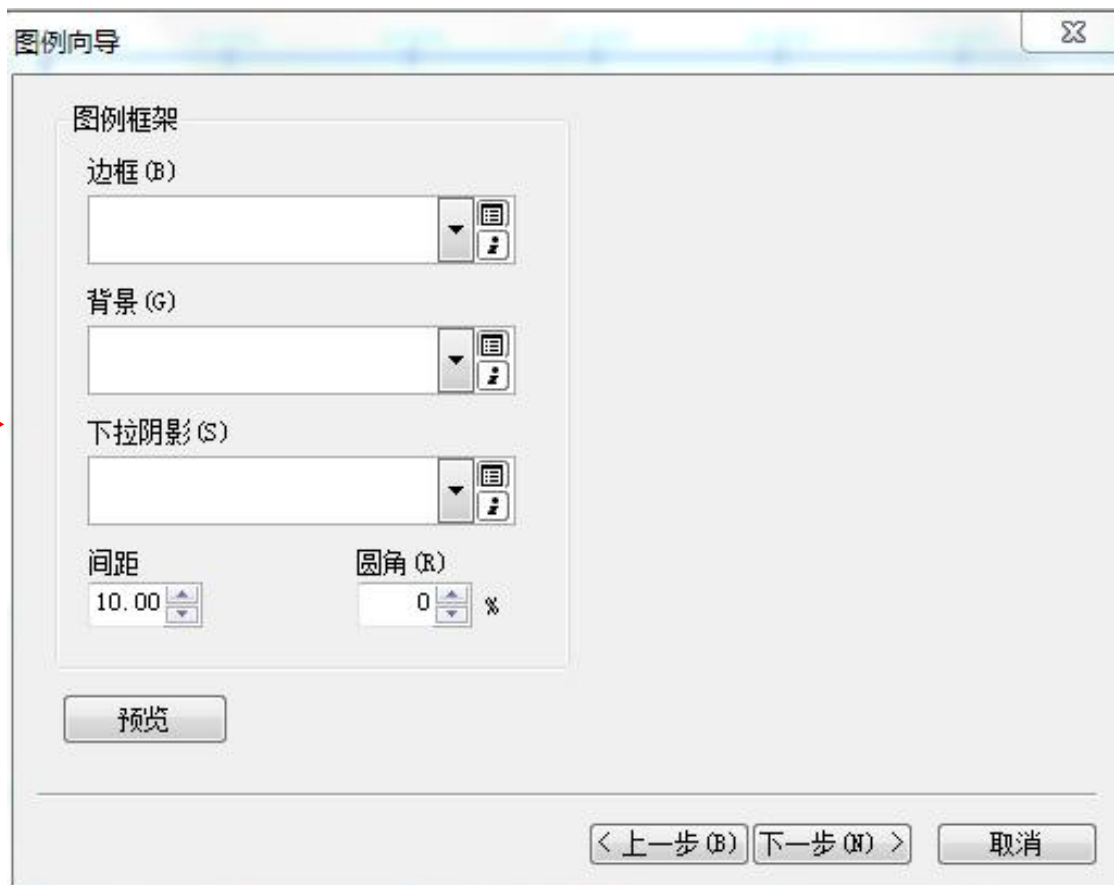 图例向导
图例框架
边框(B)
背景(G)
下拉阴影(S)
间距 圆角(R)
10.00 0 %
预览
< 上一步(B) 下一步(N) > 取消